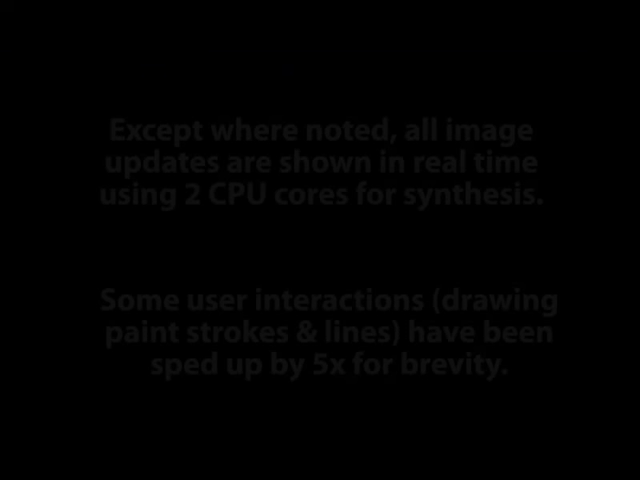 Except where noted, all image
updates are shown in real time
using 2 CPU cores for synthesis.
Some user interactions (drawing
paint strokes & lines) have been
sped up by 5x for brevity.